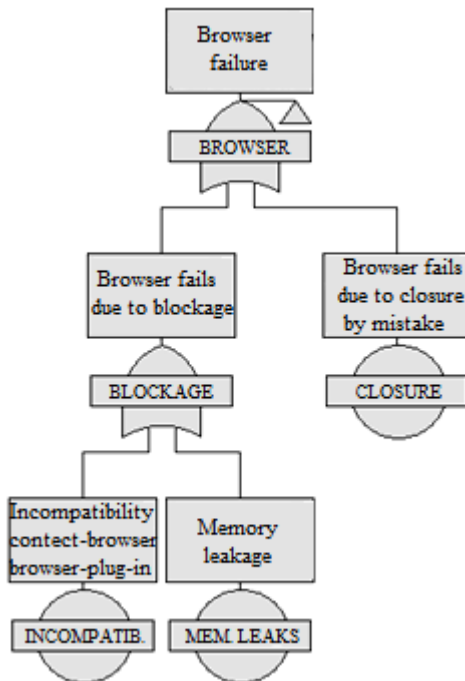 Browser
failure
BROWSER
Browser fails
due to blockage
Browser fails
due to closure
by mistake
BLOCKAGE
CLOSURE
Incompatibility
contect-browser
browser-plug-in
Memory
leakage
INCOMPATIB.
MEM. LEAKS